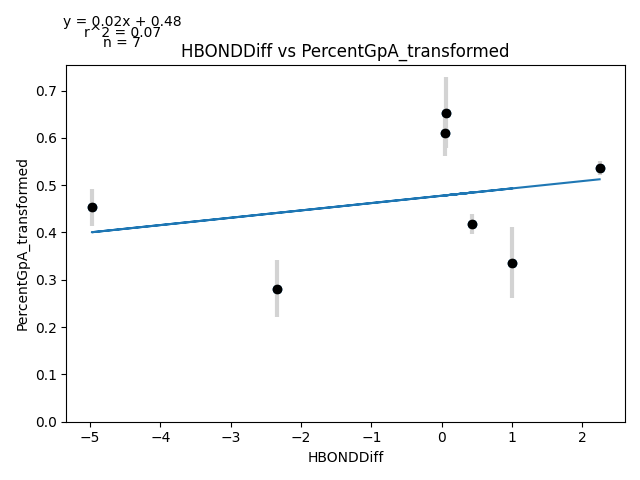 y = 0.02x + 0.48
r^2 = 0.07
n = 7
HBONDDiff vs PercentGpA_transformed
PercentGpA_transformed
0.7
0.6
0.5
0.4
0.3
0.2
0.1
0.0
−5 −4 −3 −2 −1 0 1 2
HBONDDiff